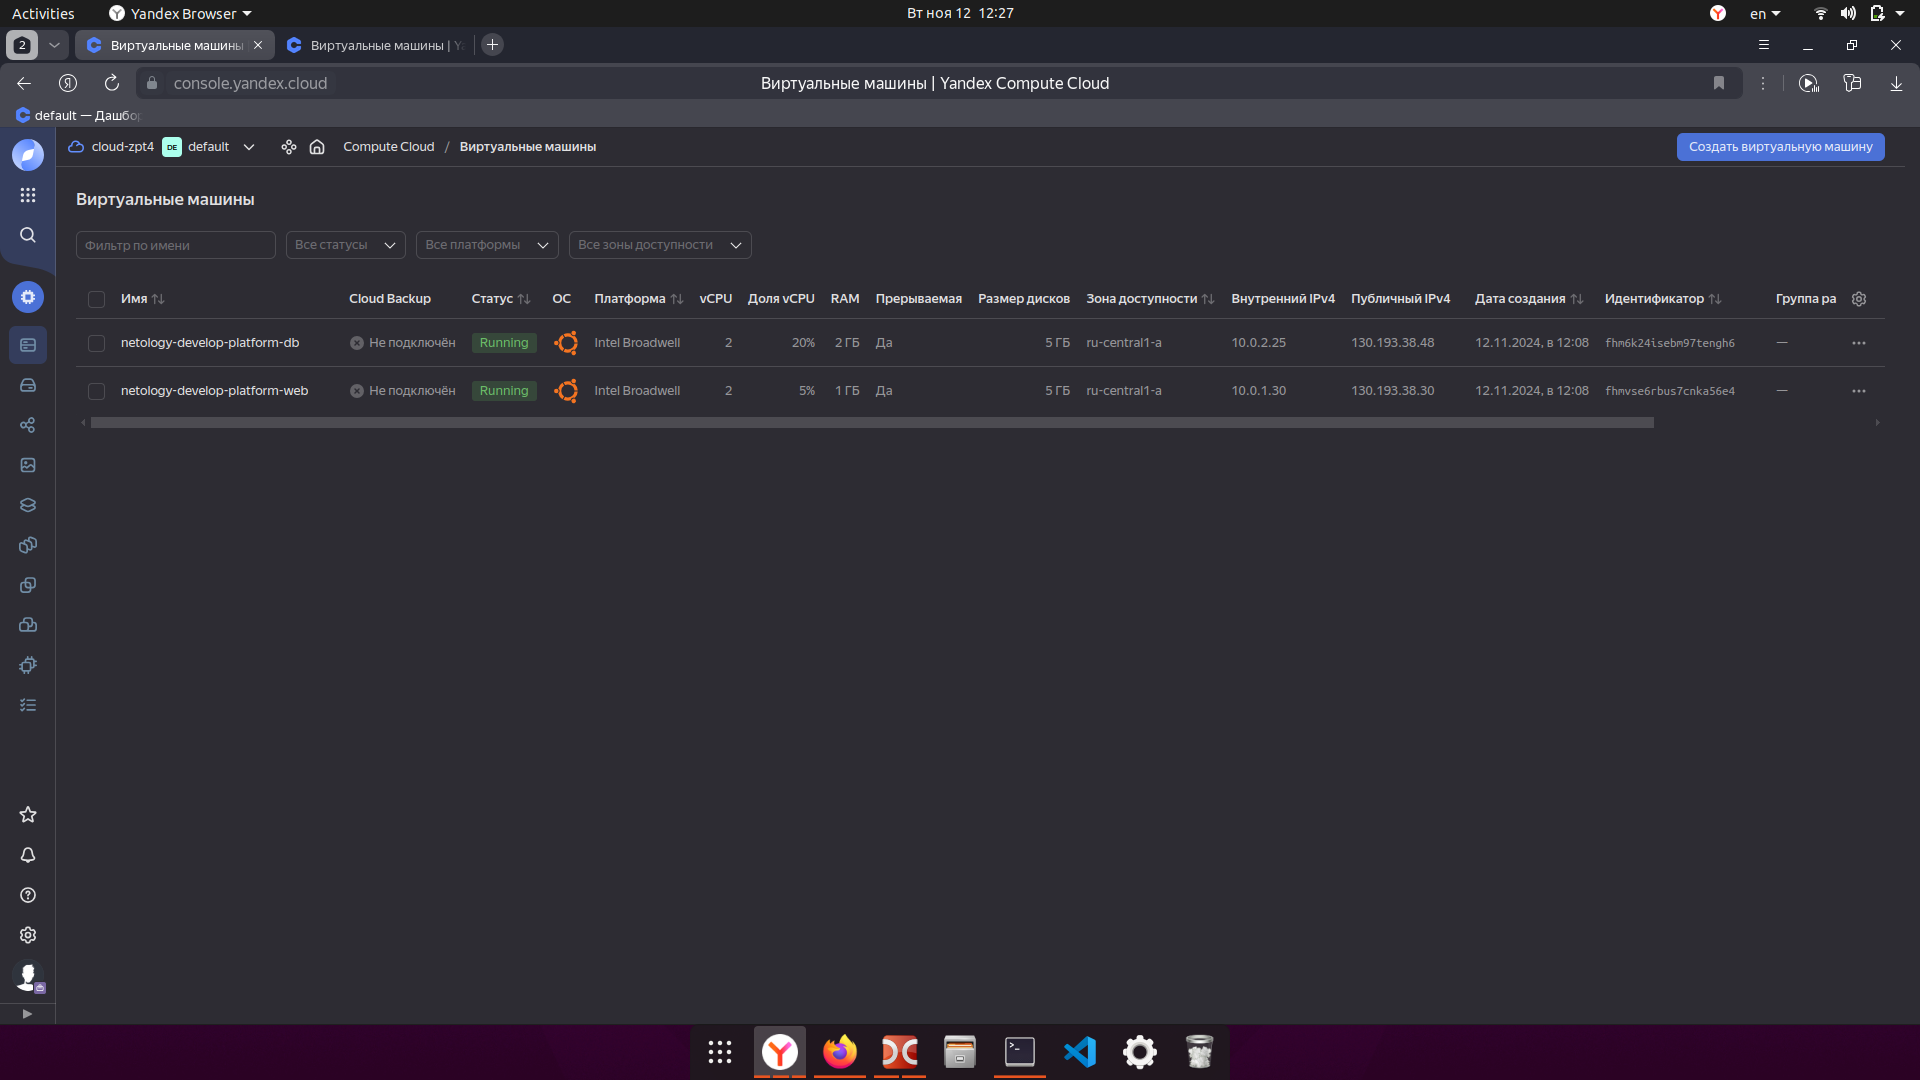 Activities Yandex Browser Вт ноя 12 12:27 en
2 Виртуальные машины Виртуальные машины |
console.yandex.cloud Виртуальные машины | Yandex Compute Cloud
default — Дашбор
cloud-zpt4 DE default Compute Cloud / Виртуальные машины Создать виртуальную машину
Виртуальные машины
Фильтр по имени Все статусы Все платформы Все зоны доступности
Имя Cloud Backup Статус ОС Платформа vCPU Доля vCPU RAM Прерываемая Размер дисков Зона доступности Внутренний IPv4 Публичный IPv4 Дата создания Идентификатор Группа ра
netology-develop-platform-db Не подключён Running Intel Broadwell 2 20% 2 ГБ Да 5 ГБ ru-central1-a 10.0.2.25 130.193.38.48 12.11.2024, в 12:08 fhm6k24isebm97tengh6 —
netology-develop-platform-web Не подключён Running Intel Broadwell 2 5% 1 ГБ Да 5 ГБ ru-central1-a 10.0.1.30 130.193.38.30 12.11.2024, в 12:08 fhmvse6rbus7cnka56e4 —